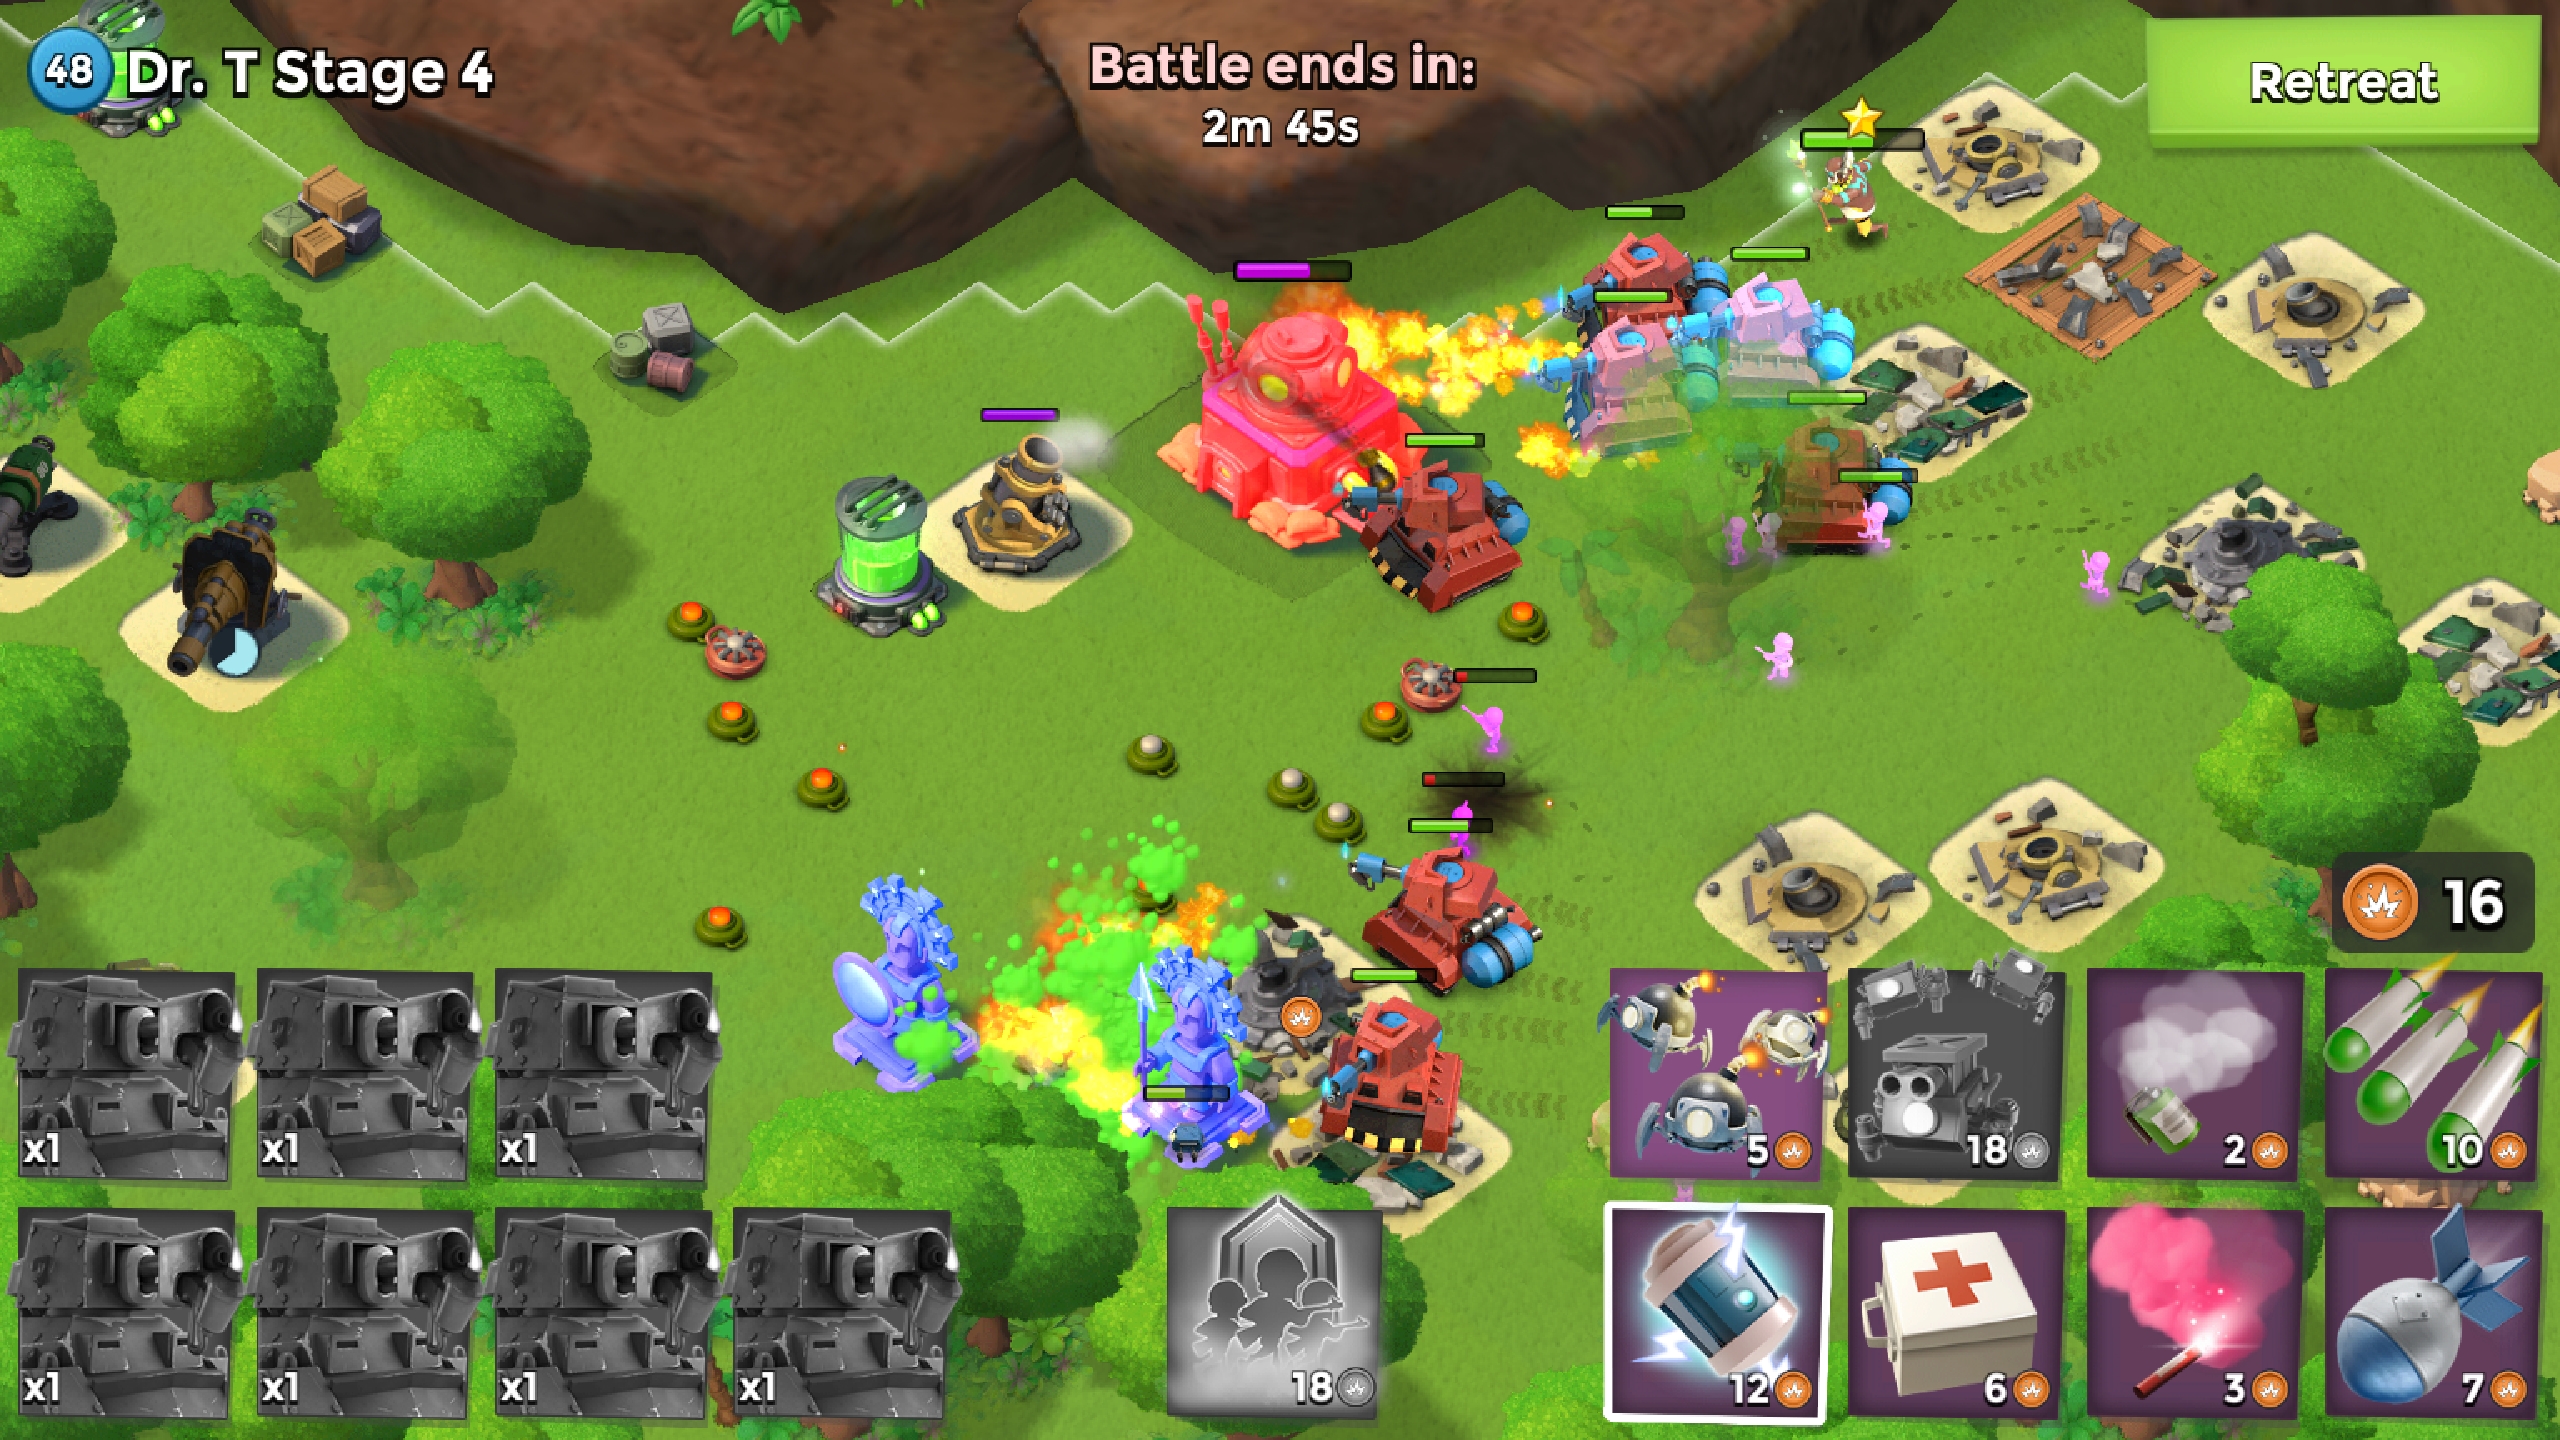 48 Dr. T Stage 4
Battle ends in:
2m 45s
Retreat
16
x1 x1 x1
5 18 2 10
x1 x1 x1 x1
18
12 6 3 7